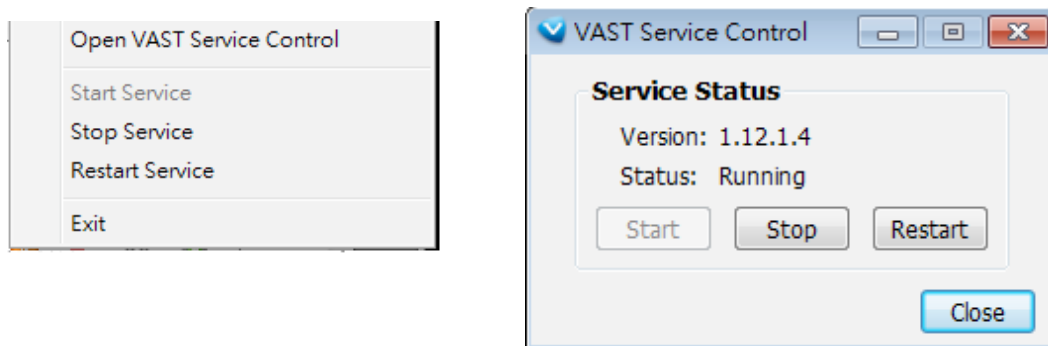 Open VAST Service Control
Start Service
Stop Service
Restart Service
Exit
VAST Service Control
Service Status
Version: 1.12.1.4
Status: Running
Start Stop Restart
Close